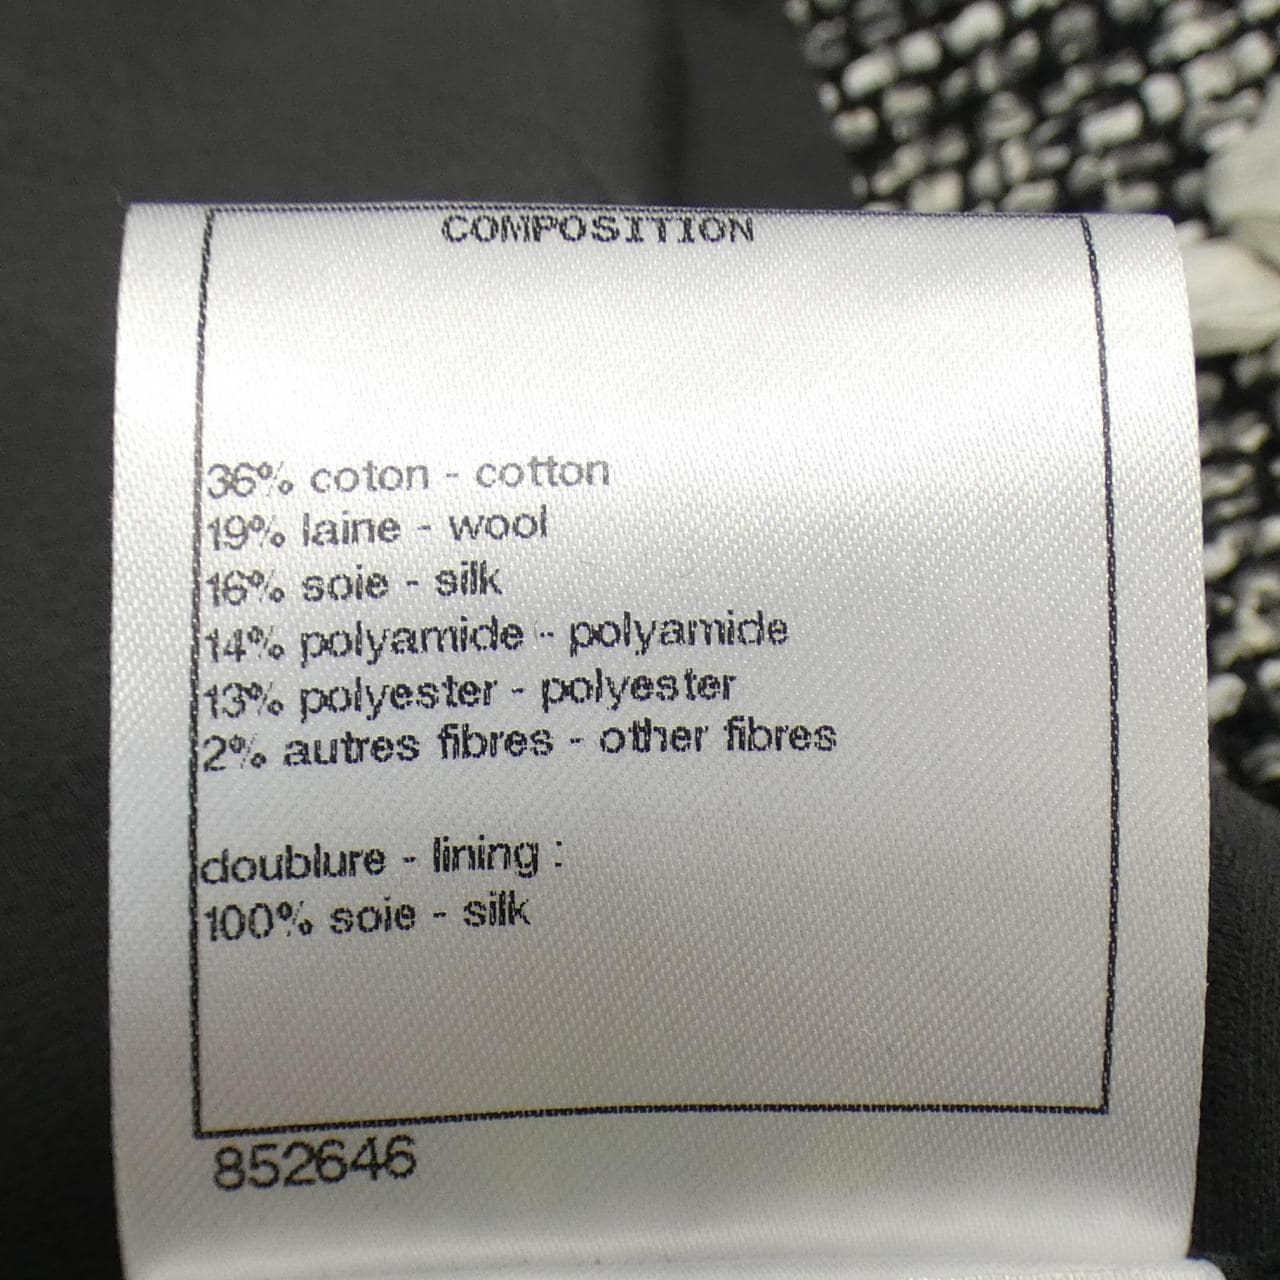 COMPOSITION
36% coton - cotton
19% laine - wool
16% soie - silk
14% polyamide - polyamide
13% polyester - polyester
2% autres fibres - other fibres
doublure - lining :
100% soie - silk
852646